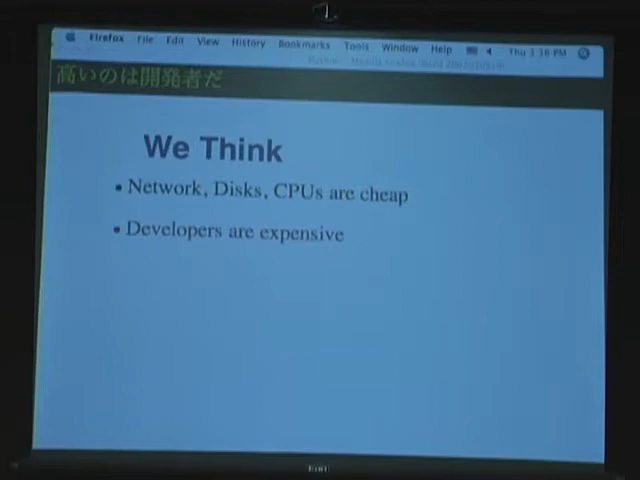 Firefox File Edit View History Bookmarks Tools Window Help Thu 1:16 PM
高いのは開発者だ
We Think
• Network, Disks, CPUs are cheap
• Developers are expensive